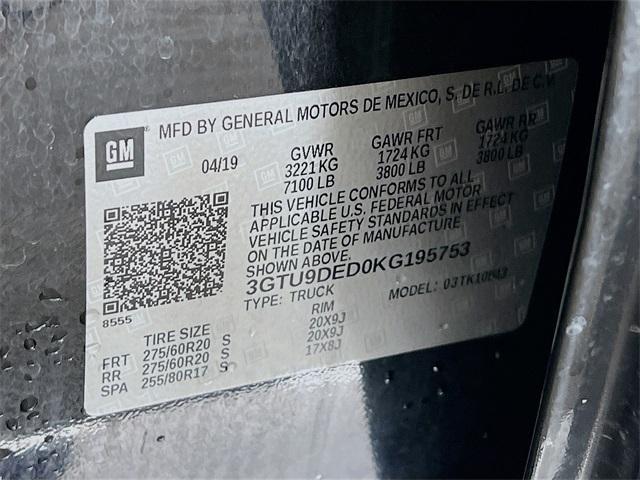 GM
MFD BY GENERAL MOTORS DE MEXICO, S. DE R.L. DE C.V.
04/19 GVWR GAWR FRT GAWR RR
3221 KG 1724 KG 1724 KG
7100 LB 3800 LB 3800 LB
THIS VEHICLE CONFORMS TO ALL
APPLICABLE U.S. FEDERAL MOTOR
VEHICLE SAFETY STANDARDS IN EFFECT
ON THE DATE OF MANUFACTURE
SHOWN ABOVE.
3GTU9DED0KG195753
TYPE: TRUCK MODEL:
8555
TIRE SIZE RIM
FRT 275/60R20 S 20X9J
RR 275/60R20 S 20X9J
SPA 255/80R17 S 17X8J